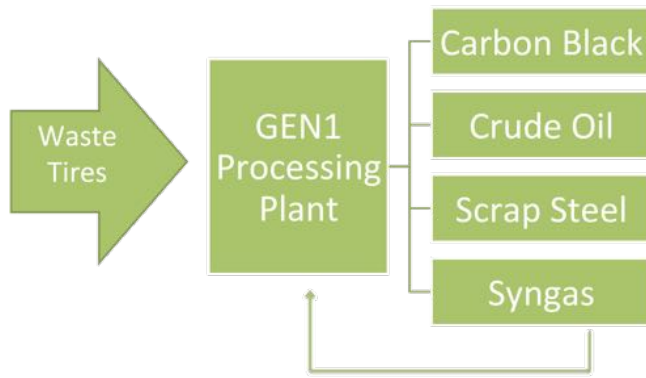 Waste
Tires
GEN1
Processing
Plant
Carbon Black
Crude Oil
Scrap Steel
Syngas